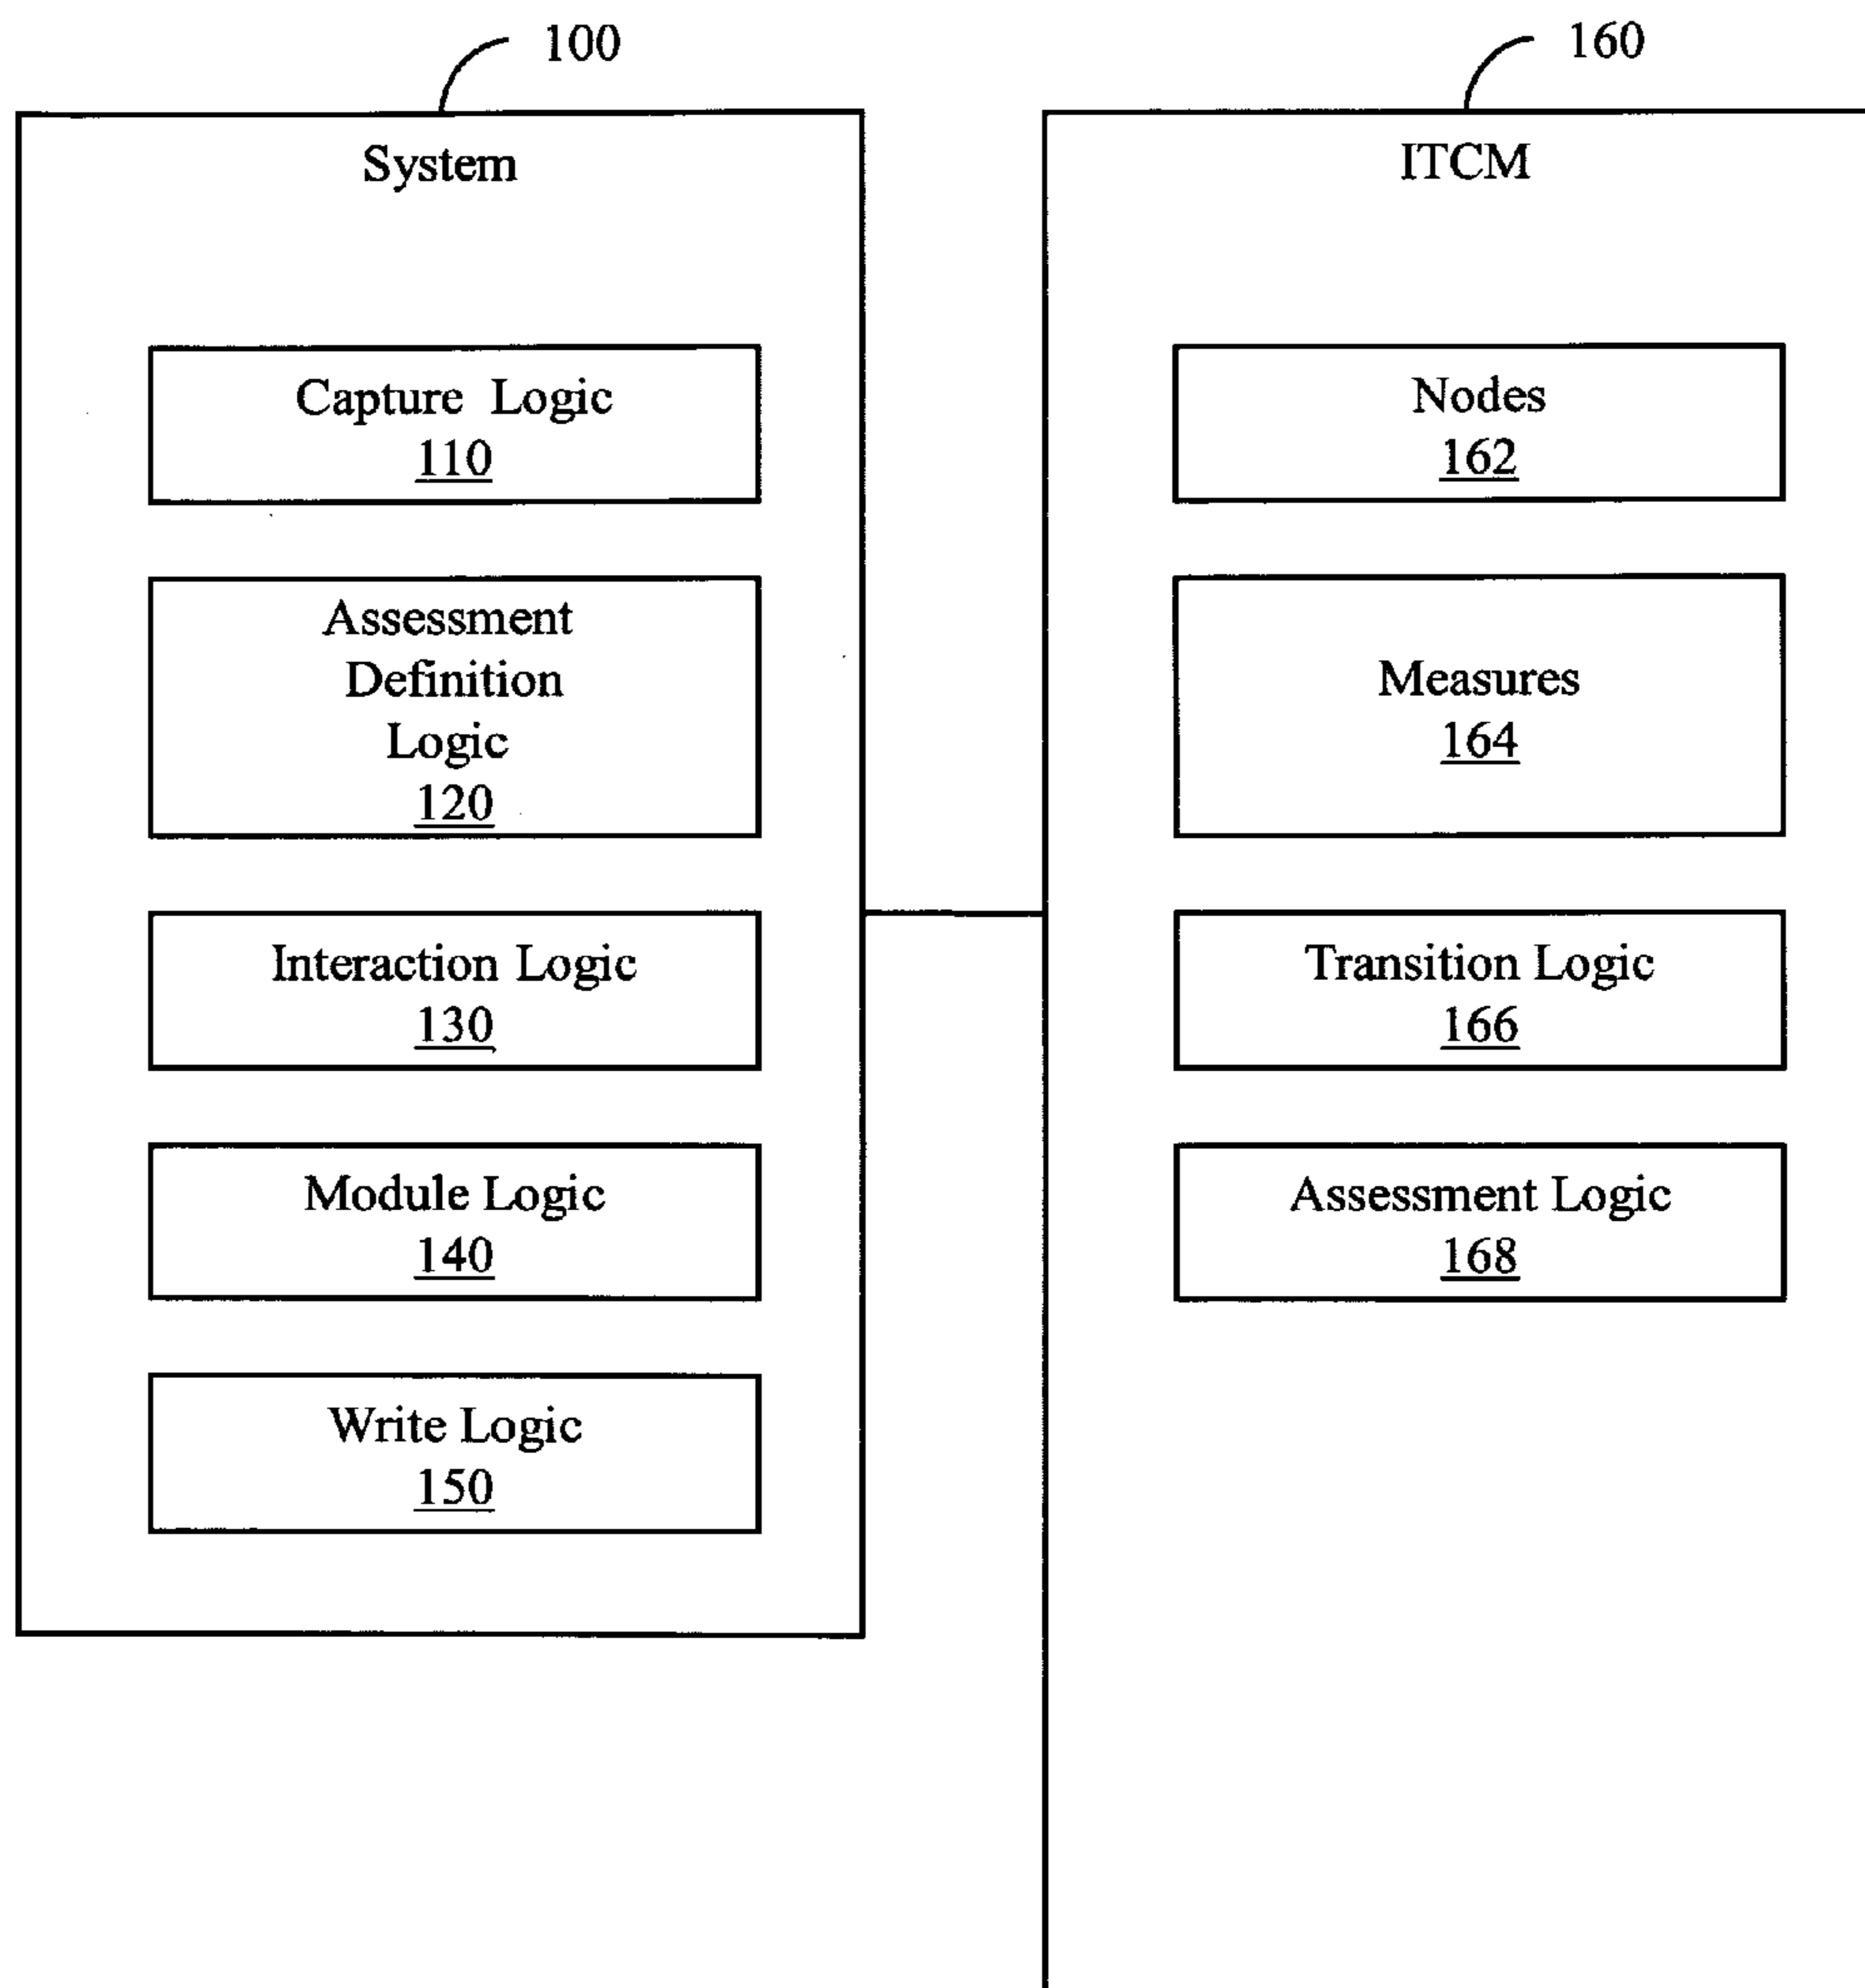 100
System
Capture Logic
110
Assessment
Definition
Logic
120
Interaction Logic
130
Module Logic
140
Write Logic
150
160
ITCM
Nodes
162
Measures
164
Transition Logic
166
Assessment Logic
168